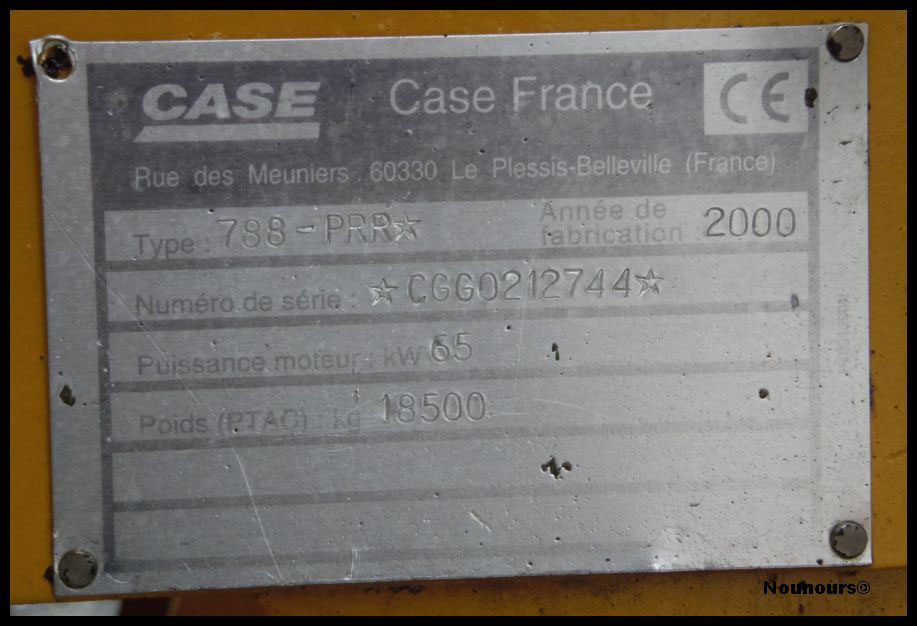 CASE Case France CE
Rue des Meuniers 60330 Le Plessis-Belleville (France)
Type : 788-PRR☆ Année de fabrication : 2000
Numéro de série : ☆CGG0212744☆
Puissance moteur : kW 65
Poids (PTAC) : kg 18500
Nounours©